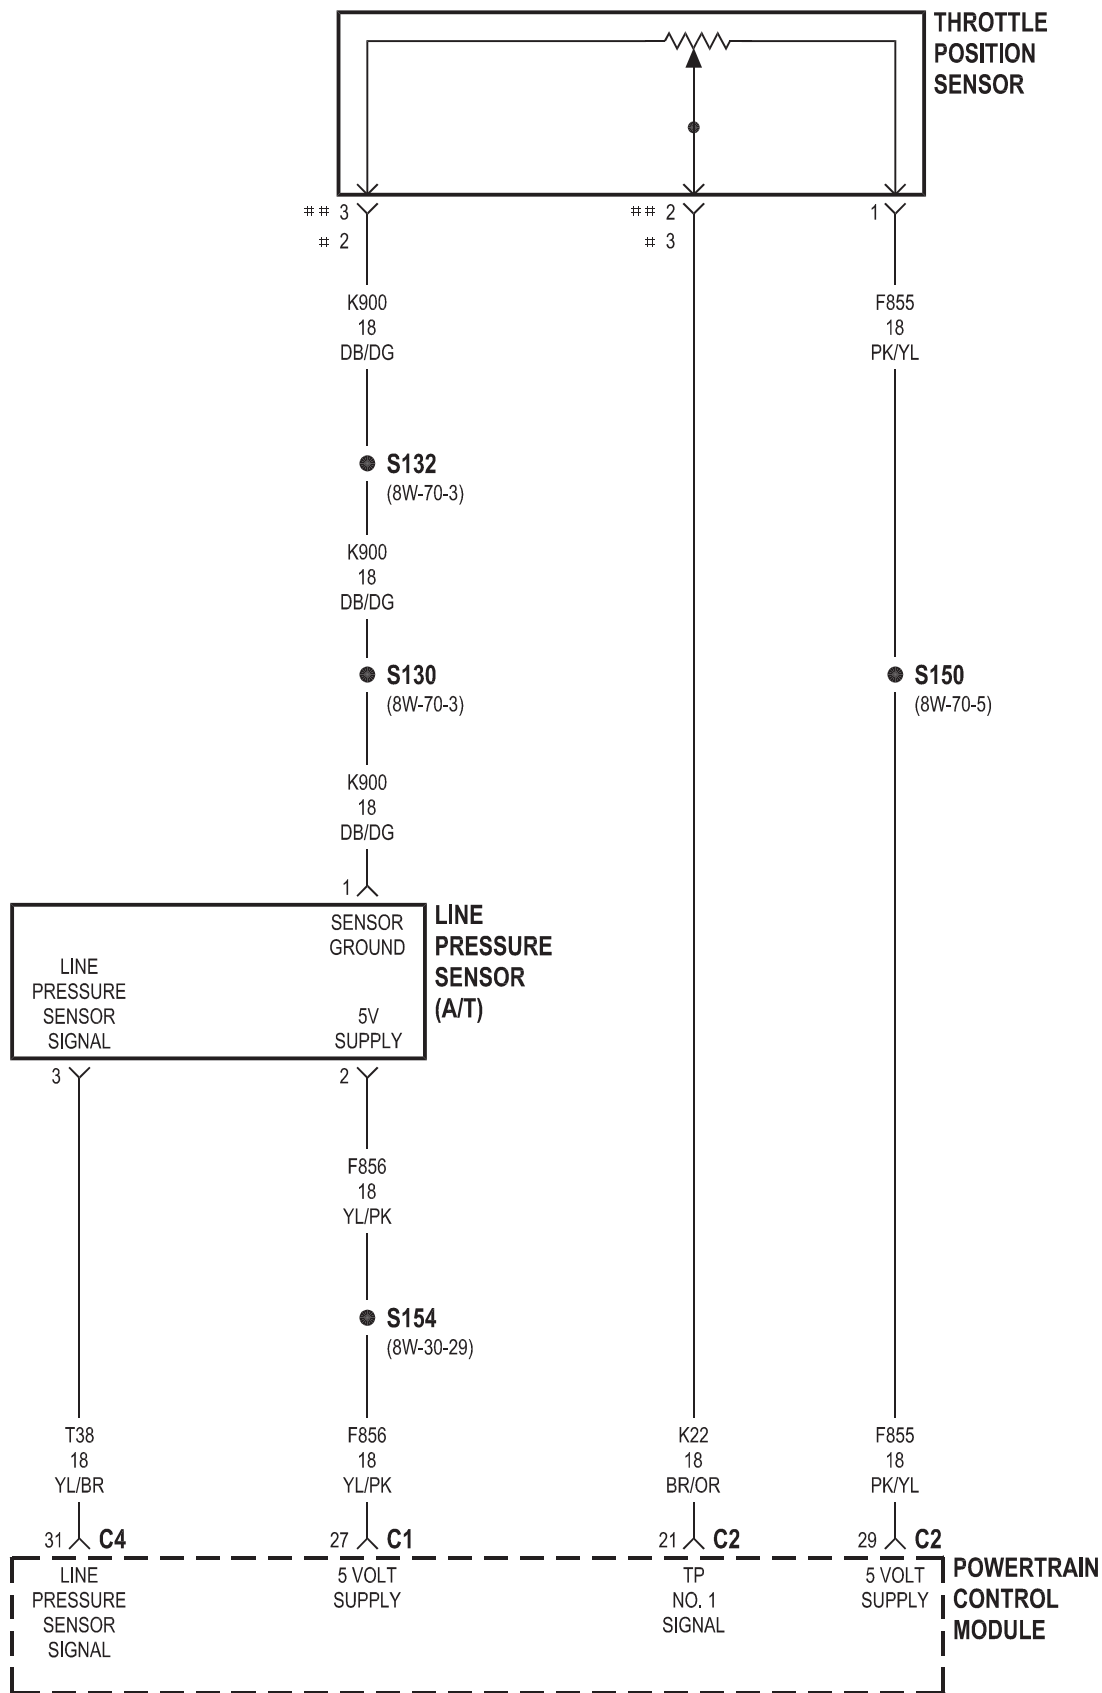 THROTTLE
POSITION
SENSOR
## 3
# 2
## 2
# 3
1
K900
18
DB/DG
F855
18
PK/YL
S132
(8W-70-3)
K900
18
DB/DG
S130
(8W-70-3)
S150
(8W-70-5)
K900
18
DB/DG
1
SENSOR
GROUND
LINE
PRESSURE
SENSOR
(A/T)
LINE
PRESSURE
SENSOR
SIGNAL
5V
SUPPLY
3
2
F856
18
YL/PK
S154
(8W-30-29)
T38
18
YL/BR
F856
18
YL/PK
K22
18
BR/OR
F855
18
PK/YL
31 C4
27 C1
21 C2
29 C2
LINE
PRESSURE
SENSOR
SIGNAL
5 VOLT
SUPPLY
TP
NO. 1
SIGNAL
5 VOLT
SUPPLY
POWERTRAIN
CONTROL
MODULE